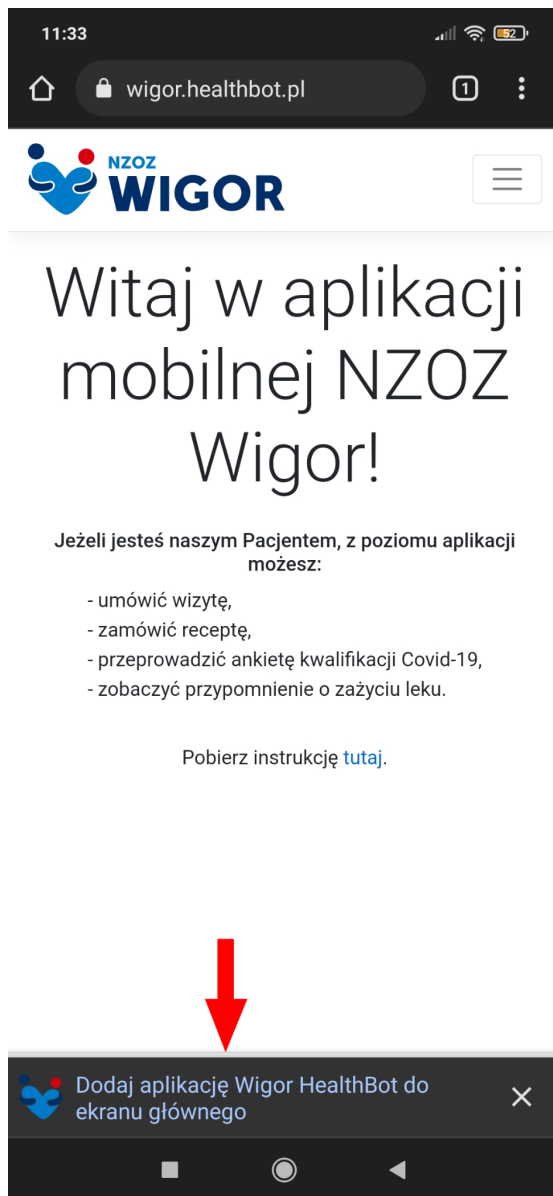 11:33
52
wigor.healthbot.pl
1
NZOZ
WIGOR
Witaj w aplikacji
mobilnej NZOZ
Wigor!
Jeżeli jesteś naszym Pacjentem, z poziomu aplikacji
możesz:
- umówić wizytę,
- zamówić receptę,
- przeprowadzić ankietę kwalifikacji Covid-19,
- zobaczyć przypomnienie o zażyciu leku.
Pobierz instrukcję tutaj.
Dodaj aplikację Wigor HealthBot do
ekranu głównego